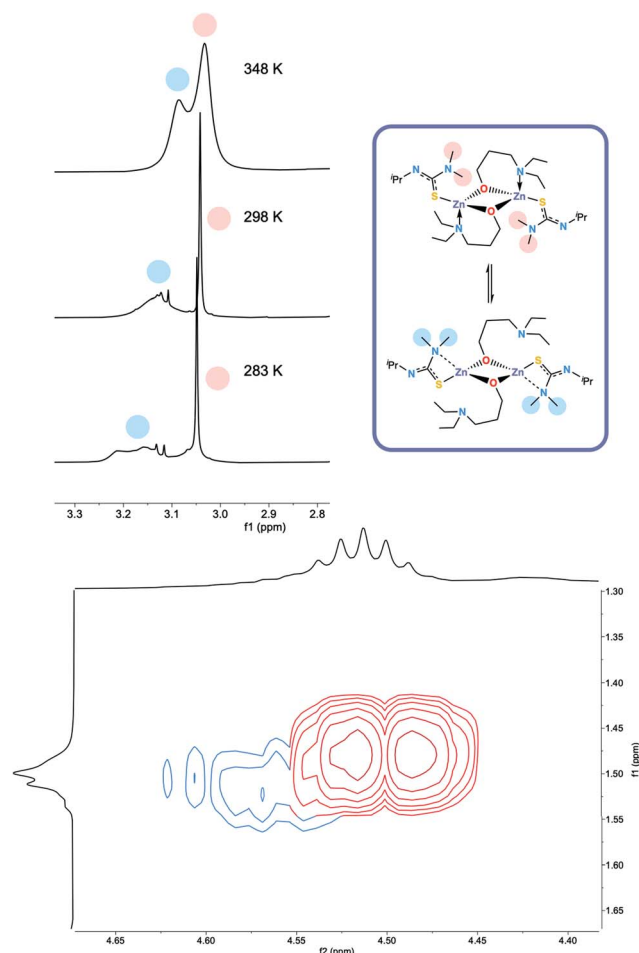 348 K
298 K
283 K
3.3 3.2 3.1 3.0 2.9 2.8
f1 (ppm)
N N
iPr
S Zn O Zn S
O
N N N
iPr
N N
O S
iPr N Zn Zn N iPr
S O
N N
1.30
1.40
1.45
1.50
1.55
1.60
1.65
f1 (ppm)
4.65 4.60 4.55 4.50 4.45 4.40
f2 (ppm)